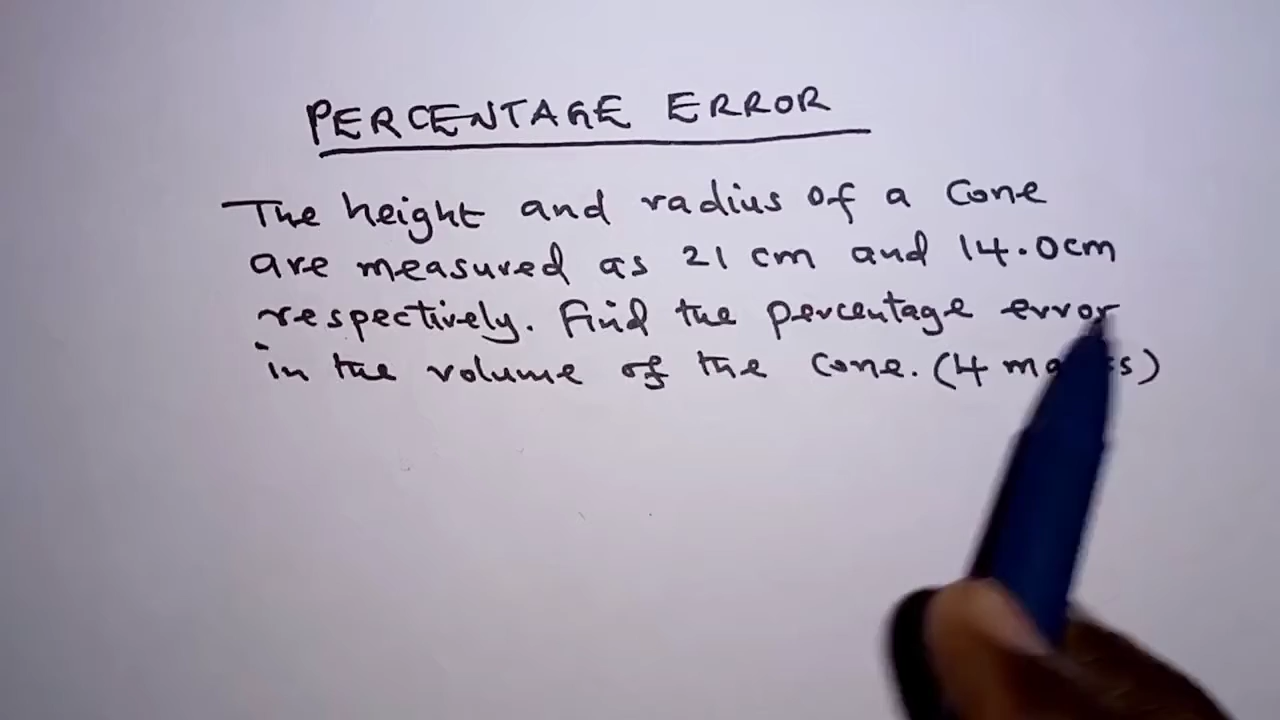 PERCENTAGE ERROR
The height and radius of a Cone
are measured as 21 cm and 14.0cm
respectively. Find the percentage error
in the volume of the Cone. (4